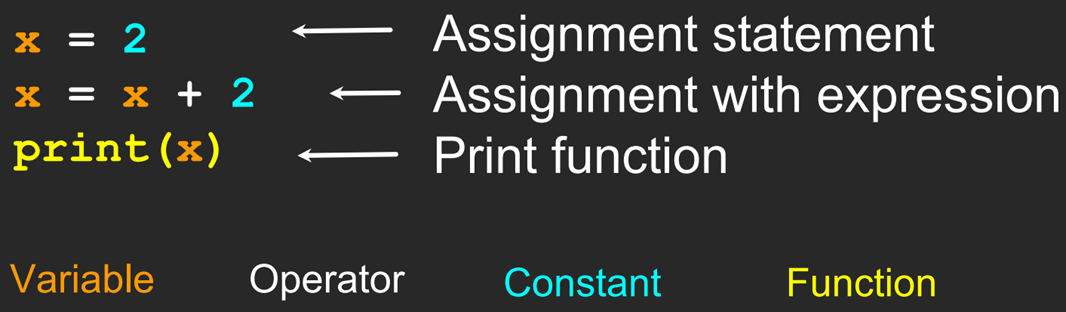 x = 2 Assignment statement
x = x + 2 Assignment with expression
print(x) Print function
Variable Operator Constant Function